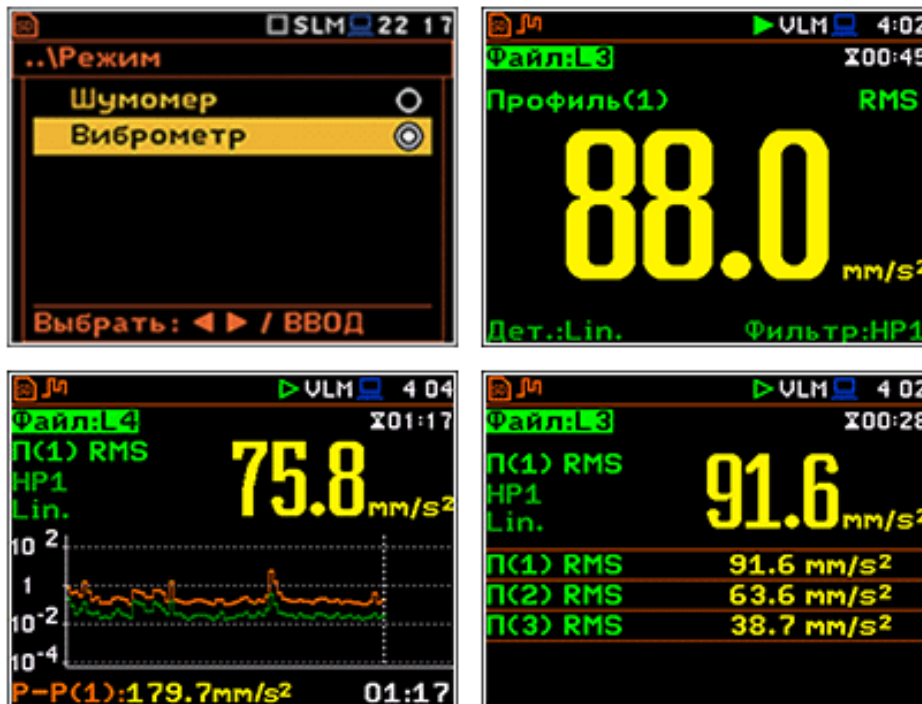 SLM 22 17
..\Режим
Шумомер
Виброметр
Выбрать: ◀ ▶ / ВВОД
VLM 4:02
Файл:L3 00:45
Профиль(1) RMS
88.0 mm/s²
Дет.:Lin. Фильтр:HP1
VLM 4 04
Файл:L4 01:17
П(1) RMS
HP1
Lin.
75.8 mm/s²
10 2
1
10-2
10-4
P-P(1):179.7mm/s² 01:17
VLM 4 02
Файл:L3 00:28
П(1) RMS
HP1
Lin.
91.6 mm/s²
П(1) RMS 91.6 mm/s²
П(2) RMS 63.6 mm/s²
П(3) RMS 38.7 mm/s²